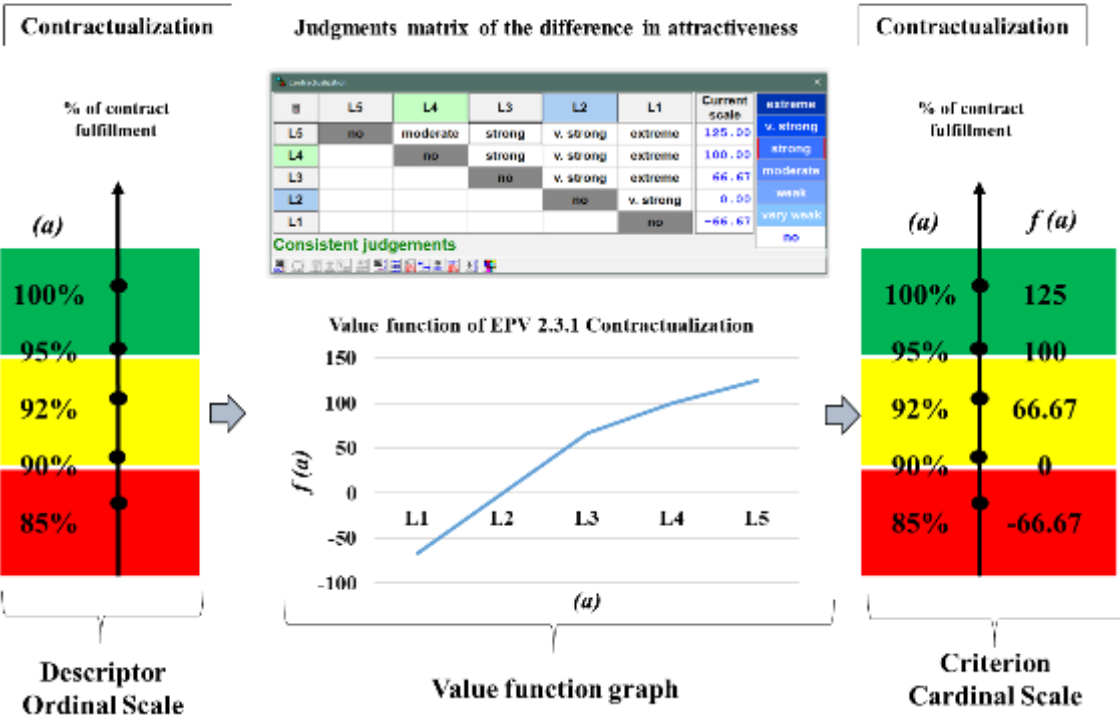 Contractualization
Judgments matrix of the difference in attractiveness
Contractualization
% of contract
fulfillment
(a)
100%
95%
92%
90%
85%
Descriptor
Ordinal Scale
Contractualization
L5 L4 L3 L2 L1 Current scale
L5 no moderate strong v. strong extreme 125.00
L4 no strong v. strong extreme 100.00
L3 no v. strong extreme 66.67
L2 no v. strong 0.00
L1 no -66.67
extreme
v. strong
strong
moderate
weak
very weak
no
Consistent judgements
Value function of EPV 2.3.1 Contractualization
150
100
50
0
-50
-100
f (a)
L1 L2 L3 L4 L5
(a)
Value function graph
% of contract
fulfillment
(a) f (a)
100% 125
95% 100
92% 66.67
90% 0
85% -66.67
Criterion
Cardinal Scale